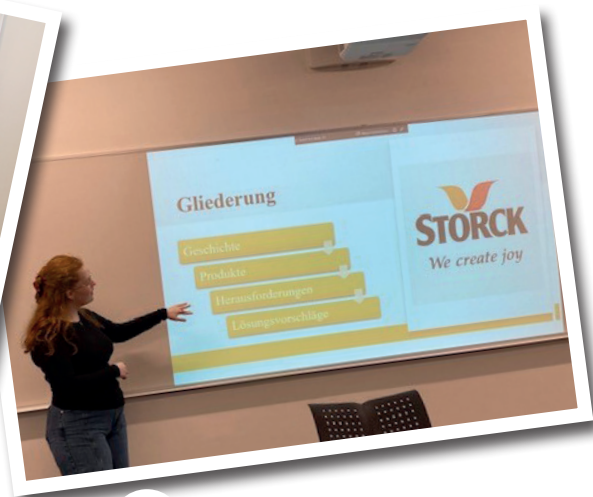 Gliederung
Geschichte
Produkte
Herausforderungen
Lösungsvorschläge
STORCK
We create joy